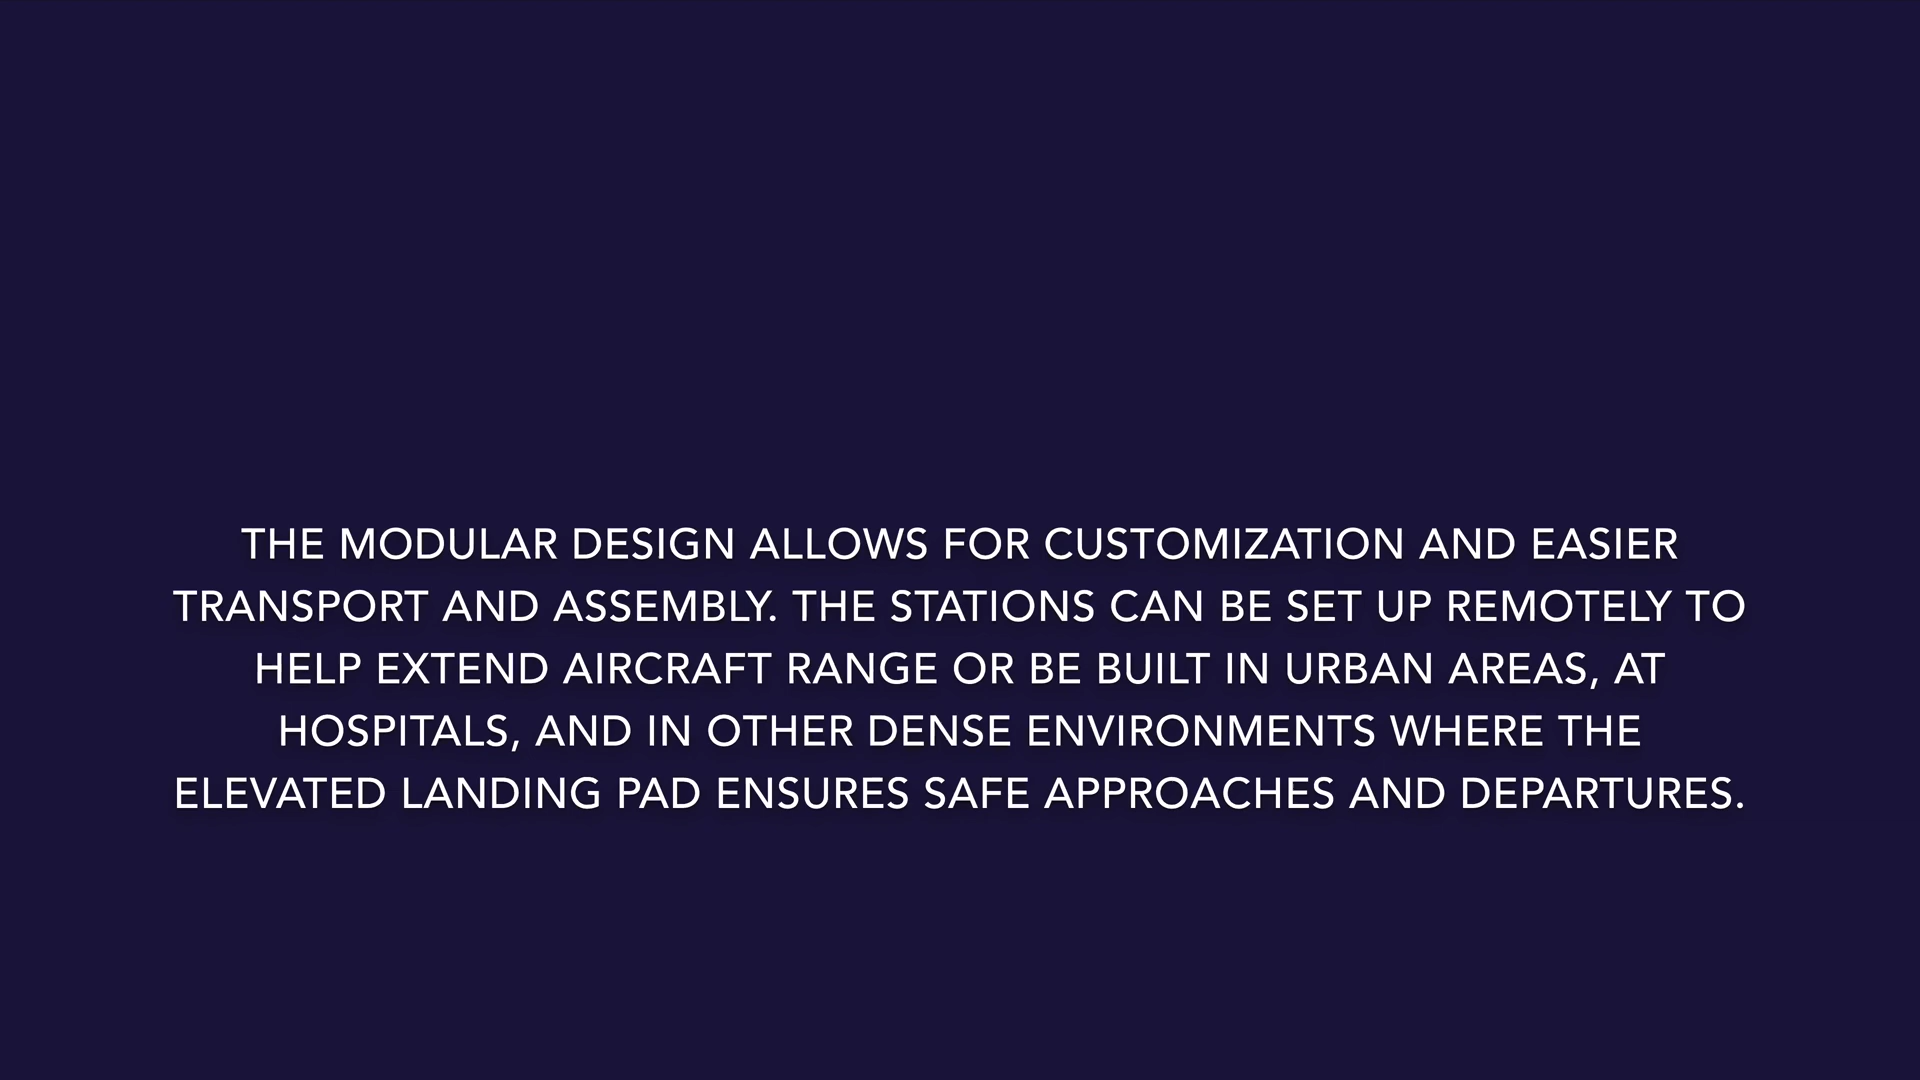 THE MODULAR DESIGN ALLOWS FOR CUSTOMIZATION AND EASIER
TRANSPORT AND ASSEMBLY. THE STATIONS CAN BE SET UP REMOTELY TO
HELP EXTEND AIRCRAFT RANGE OR BE BUILT IN URBAN AREAS, AT
HOSPITALS, AND IN OTHER DENSE ENVIRONMENTS WHERE THE
ELEVATED LANDING PAD ENSURES SAFE APPROACHES AND DEPARTURES.